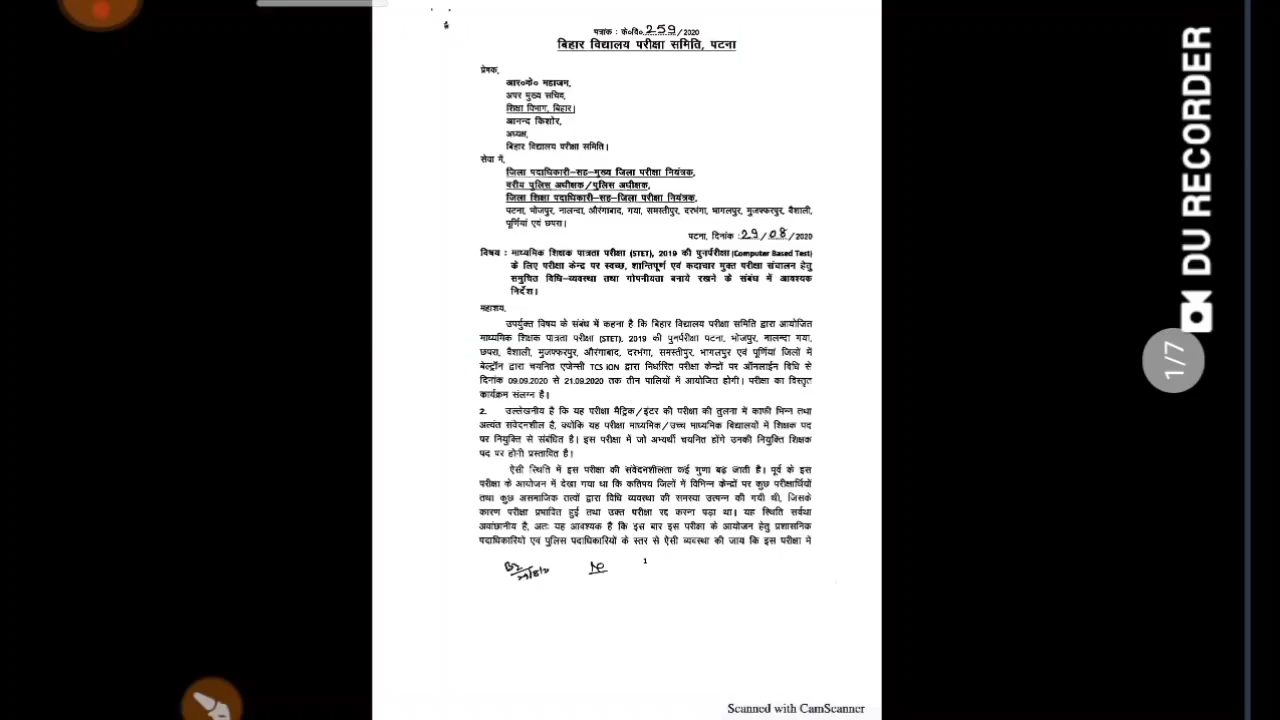 पत्रांक : के०वि० 259/2020
बिहार विद्यालय परीक्षा समिति, पटना
प्रेषक,
आर०के० महाजन,
अपर मुख्य सचिव,
शिक्षा विभाग, बिहार।
आनन्द किशोर,
अध्यक्ष,
बिहार विद्यालय परीक्षा समिति।
सेवा में,
जिला पदाधिकारी-सह-मुख्य जिला परीक्षा नियंत्रक,
वरीय पुलिस अधीक्षक/पुलिस अधीक्षक,
जिला शिक्षा पदाधिकारी-सह-जिला परीक्षा नियंत्रक,
पटना, भोजपुर, नालन्दा, औरंगाबाद, गया, समस्तीपुर, दरभंगा, भागलपुर, मुजफ्फरपुर, वैशाली,
पूर्णियां एवं छपरा।
पटना, दिनांक : 29/08/2020
विषय : माध्यमिक शिक्षक पात्रता परीक्षा (STET), 2019 की पुनर्परीक्षा (Computer Based Test)
के लिए परीक्षा केन्द्र पर स्वच्छ, शान्तिपूर्ण एवं कदाचार मुक्त परीक्षा संचालन हेतु
समुचित विधि-व्यवस्था तथा गोपनीयता बनाये रखने के संबंध में आवश्यक
निर्देश।
महाशय,
उपर्युक्त विषय के संबंध में कहना है कि बिहार विद्यालय परीक्षा समिति द्वारा आयोजित
माध्यमिक शिक्षक पात्रता परीक्षा (STET), 2019 की पुनर्परीक्षा पटना, भोजपुर, नालन्दा गया,
छपरा, वैशाली, मुजफ्फरपुर, औरंगाबाद, दरभंगा, समस्तीपुर, भागलपुर एवं पूर्णियां जिलों में
बेल्ट्रॉन द्वारा चयनित एजेन्सी TCS iON द्वारा निर्धारित परीक्षा केन्द्रों पर ऑनलाईन विधि से
दिनांक 09.09.2020 से 21.09.2020 तक तीन पालियों में आयोजित होगी। परीक्षा का विस्तृत
कार्यक्रम संलग्न है।
2. उल्लेखनीय है कि यह परीक्षा मैट्रिक/इंटर की परीक्षा की तुलना में काफी भिन्न तथा
अत्यंत संवेदनशील है, क्योंकि यह परीक्षा माध्यमिक/उच्च माध्यमिक विद्यालयों में शिक्षक पद
पर नियुक्ति से संबंधित है। इस परीक्षा में जो अभ्यर्थी चयनित होंगे उनकी नियुक्ति शिक्षक
पद पर होनी प्रस्तावित है।
ऐसी स्थिति में इस परीक्षा की संवेदनशीलता कई गुणा बढ़ जाती है। पूर्व के इस
परीक्षा के आयोजन में देखा गया था कि कतिपय जिलों में विभिन्न केन्द्रों पर कुछ परीक्षार्थियों
तथा कुछ असमाजिक तत्वों द्वारा विधि व्यवस्था की समस्या उत्पन्न की गयी थी, जिसके
कारण परीक्षा प्रभावित हुई तथा उक्त परीक्षा रद्द करना पड़ा था। यह स्थिति सर्वथा
अवांछानीय है, अतः यह आवश्यक है कि इस बार इस परीक्षा के आयोजन हेतु प्रशासनिक
पदाधिकारियो एवं पुलिस पदाधिकारियों के स्तर से ऐसी व्यवस्था की जाय कि इस परीक्षा में
1
Scanned with CamScanner
DU RECORDER
1/7